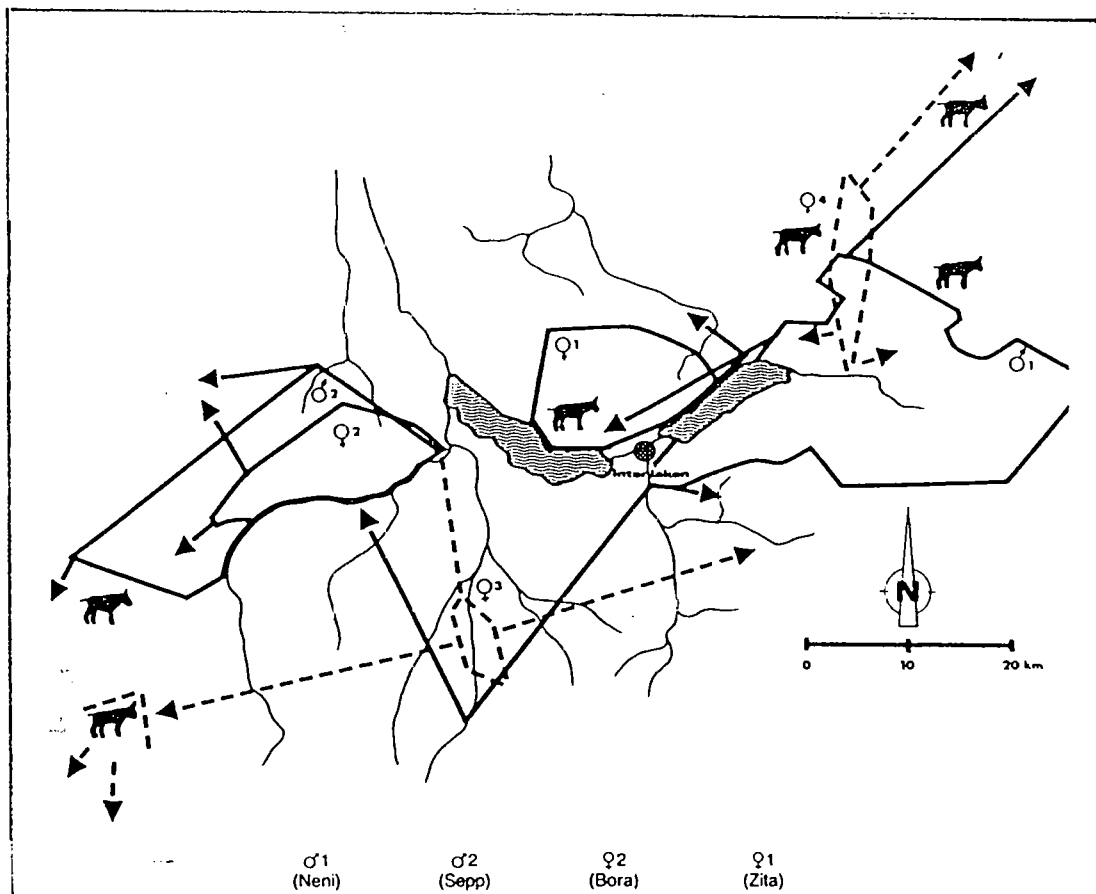 ♀4
♂1
♀1
♂2
♀2
Interlaken
♀3
N
0 10 20 km
♂1 ♂2 ♀2 ♀1
(Neni) (Sepp) (Bora) (Zita)